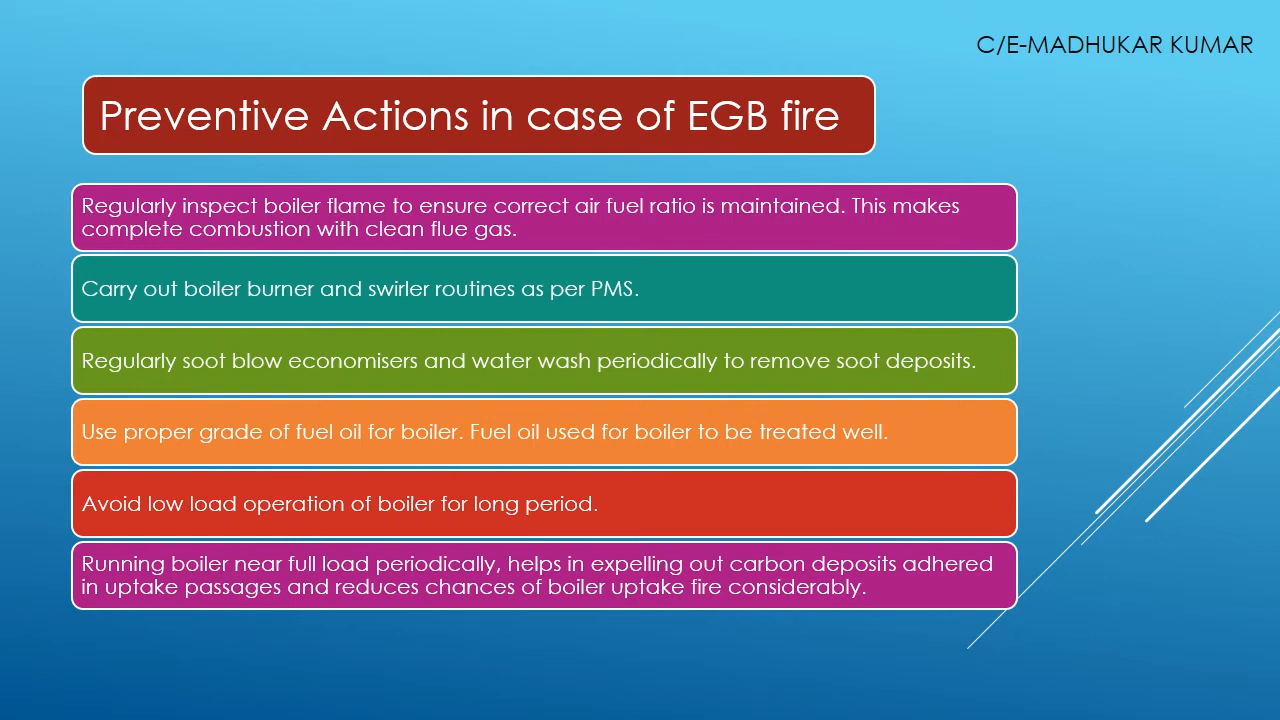 C/E-MADHUKAR KUMAR
Preventive Actions in case of EGB fire
Regularly inspect boiler flame to ensure correct air fuel ratio is maintained. This makes
complete combustion with clean flue gas.
Carry out boiler burner and swirler routines as per PMS.
Regularly soot blow economisers and water wash periodically to remove soot deposits.
Use proper grade of fuel oil for boiler. Fuel oil used for boiler to be treated well.
Avoid low load operation of boiler for long period.
Running boiler near full load periodically, helps in expelling out carbon deposits adhered
in uptake passages and reduces chances of boiler uptake fire considerably.